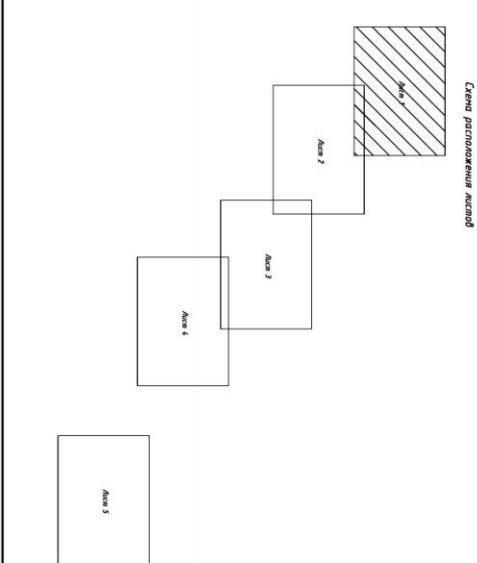 Схема расположения листов
Лист 1
Лист 2
Лист 3
Лист 4
Лист 5